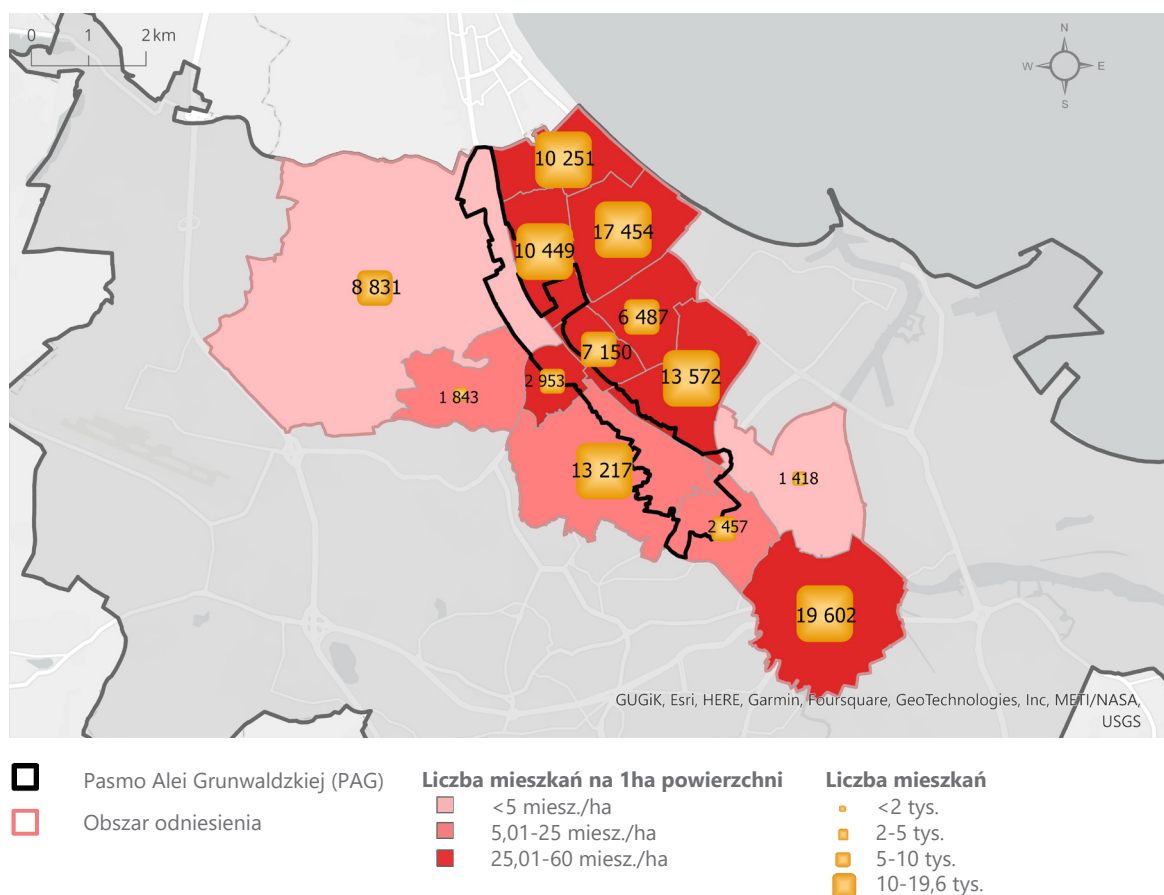 0 1 2 km
N
W E
S
10 251
17 454
10 449
8 831
6 487
7 150
13 572
2 953
1 843
13 217
1 418
2 457
19 602
GUGiK, Esri, HERE, Garmin, Foursquare, GeoTechnologies, Inc, METI/NASA,
USGS
Pasmo Alei Grunwaldzkiej (PAG)
Obszar odniesienia
Liczba mieszkań na 1ha powierzchni
<5 miesz./ha
5,01-25 miesz./ha
25,01-60 miesz./ha
Liczba mieszkań
<2 tys.
2-5 tys.
5-10 tys.
10-19,6 tys.